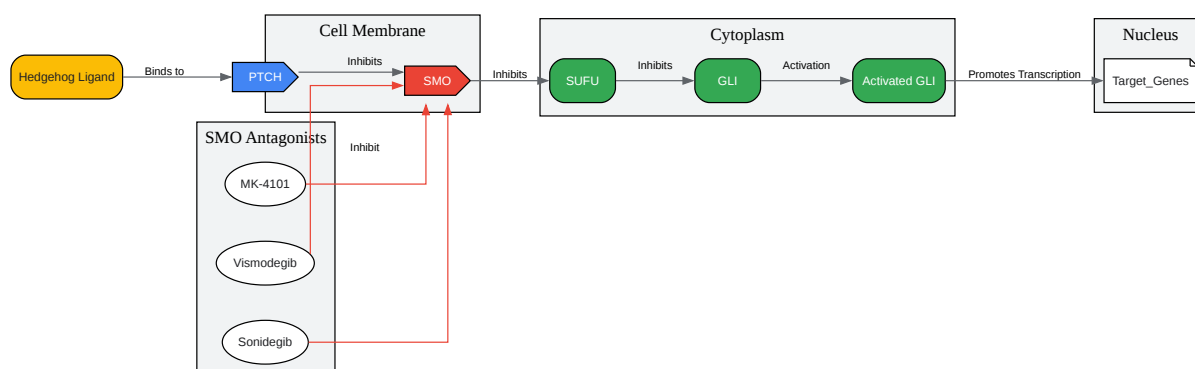 Cell Membrane
Cytoplasm
Nucleus
Hedgehog Ligand
Binds to
PTCH
Inhibits
SMO
Inhibits
SUFU
Inhibits
GLI
Activation
Activated GLI
Promotes Transcription
Target_Genes
SMO Antagonists
Inhibit
MK-4101
Vismodegib
Sonidegib